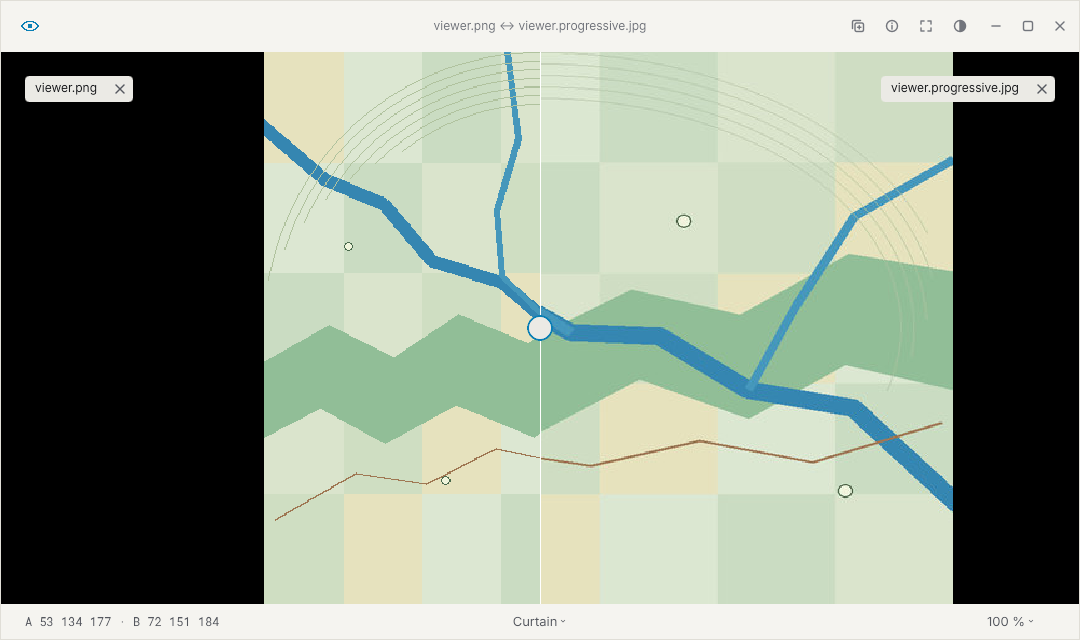 viewer.png ↔ viewer.progressive.jpg
viewer.png
viewer.progressive.jpg
A 53 134 177 · B 72 151 184
Curtain
100 %